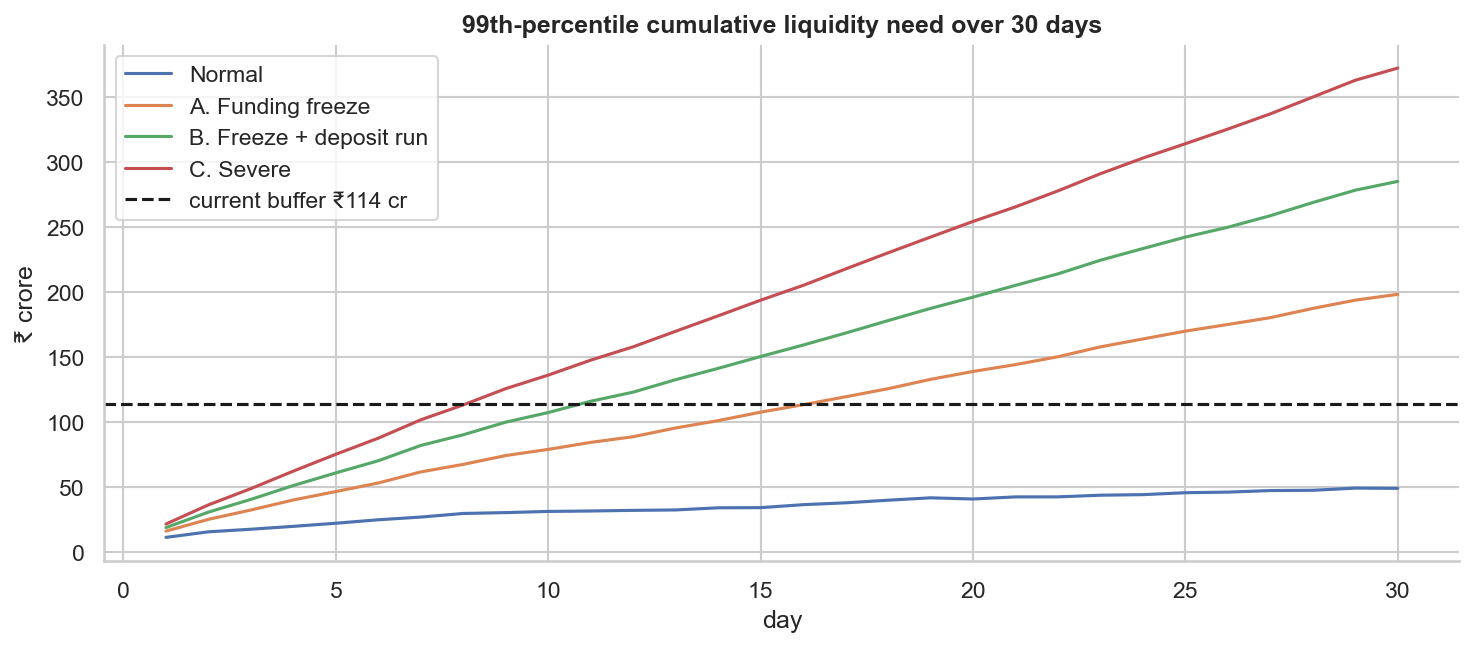 99th-percentile cumulative liquidity need over 30 days
Normal
A. Funding freeze
B. Freeze + deposit run
C. Severe
current buffer ₹114 cr
₹ crore
350
300
250
200
150
100
50
0
0 5 10 15 20 25 30
day